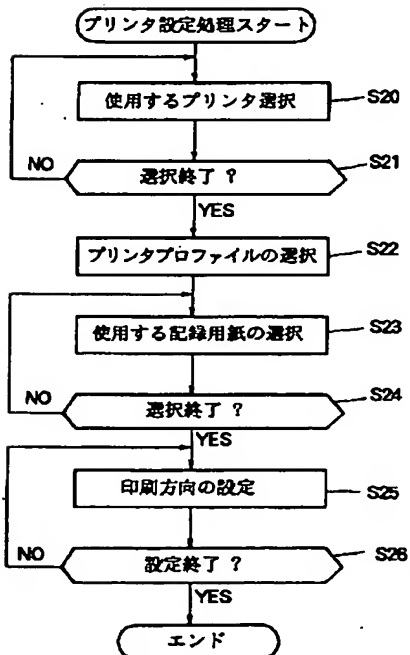 プリンタ設定処理スタート
使用するプリンタ選択
S20
選択終了 ?
S21
NO
YES
プリンタプロファイルの選択
S22
使用する記録用紙の選択
S23
選択終了 ?
S24
NO
YES
印刷方向の設定
S25
設定終了 ?
S26
NO
YES
エンド